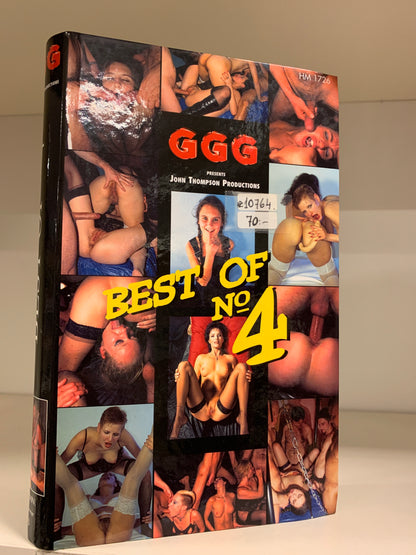 HM 1726
GGG
PRESENTS
JOHN THOMPSON PRODUCTIONS
e10764.
70:-
BEST OF
No
4
GGG